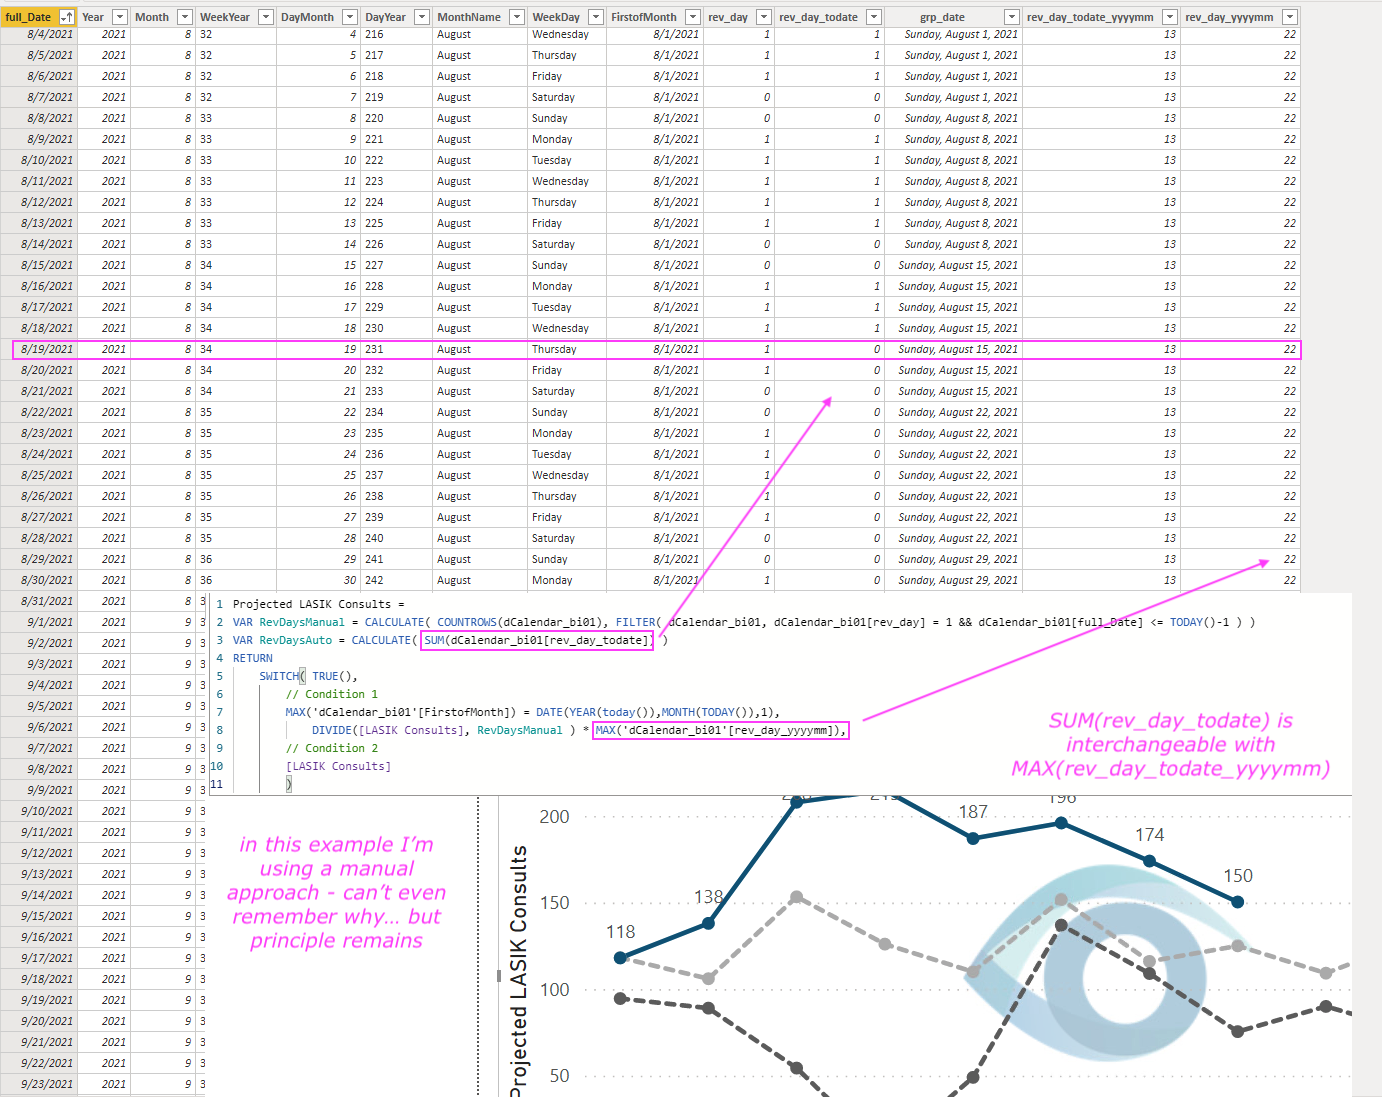 full_Date Year Month WeekYear DayMonth DayYear MonthName WeekDay FirstofMonth rev_day rev_day_todate grp_date rev_day_todate_yyyymm rev_day_yyyymm
8/4/2021 2021 8 32 4 216 August Wednesday 8/1/2021 1 1 Sunday, August 1, 2021 13 22
8/5/2021 2021 8 32 5 217 August Thursday 8/1/2021 1 1 Sunday, August 1, 2021 13 22
8/6/2021 2021 8 32 6 218 August Friday 8/1/2021 1 1 Sunday, August 1, 2021 13 22
8/7/2021 2021 8 32 7 219 August Saturday 8/1/2021 0 0 Sunday, August 1, 2021 13 22
8/8/2021 2021 8 33 8 220 August Sunday 8/1/2021 0 0 Sunday, August 8, 2021 13 22
8/9/2021 2021 8 33 9 221 August Monday 8/1/2021 1 1 Sunday, August 8, 2021 13 22
8/10/2021 2021 8 33 10 222 August Tuesday 8/1/2021 1 1 Sunday, August 8, 2021 13 22
8/11/2021 2021 8 33 11 223 August Wednesday 8/1/2021 1 1 Sunday, August 8, 2021 13 22
8/12/2021 2021 8 33 12 224 August Thursday 8/1/2021 1 1 Sunday, August 8, 2021 13 22
8/13/2021 2021 8 33 13 225 August Friday 8/1/2021 1 1 Sunday, August 8, 2021 13 22
8/14/2021 2021 8 33 14 226 August Saturday 8/1/2021 0 0 Sunday, August 8, 2021 13 22
8/15/2021 2021 8 34 15 227 August Sunday 8/1/2021 0 0 Sunday, August 15, 2021 13 22
8/16/2021 2021 8 34 16 228 August Monday 8/1/2021 1 1 Sunday, August 15, 2021 13 22
8/17/2021 2021 8 34 17 229 August Tuesday 8/1/2021 1 1 Sunday, August 15, 2021 13 22
8/18/2021 2021 8 34 18 230 August Wednesday 8/1/2021 1 1 Sunday, August 15, 2021 13 22
8/19/2021 2021 8 34 19 231 August Thursday 8/1/2021 1 0 Sunday, August 15, 2021 13 22
8/20/2021 2021 8 34 20 232 August Friday 8/1/2021 1 0 Sunday, August 15, 2021 13 22
8/21/2021 2021 8 34 21 233 August Saturday 8/1/2021 0 0 Sunday, August 15, 2021 13 22
8/22/2021 2021 8 35 22 234 August Sunday 8/1/2021 0 0 Sunday, August 22, 2021 13 22
8/23/2021 2021 8 35 23 235 August Monday 8/1/2021 1 0 Sunday, August 22, 2021 13 22
8/24/2021 2021 8 35 24 236 August Tuesday 8/1/2021 1 0 Sunday, August 22, 2021 13 22
8/25/2021 2021 8 35 25 237 August Wednesday 8/1/2021 1 0 Sunday, August 22, 2021 13 22
8/26/2021 2021 8 35 26 238 August Thursday 8/1/2021 1 0 Sunday, August 22, 2021 13 22
8/27/2021 2021 8 35 27 239 August Friday 8/1/2021 1 0 Sunday, August 22, 2021 13 22
8/28/2021 2021 8 35 28 240 August Saturday 8/1/2021 0 0 Sunday, August 22, 2021 13 22
8/29/2021 2021 8 36 29 241 August Sunday 8/1/2021 0 0 Sunday, August 29, 2021 13 22
8/30/2021 2021 8 36 30 242 August Monday 8/1/2021 1 0 Sunday, August 29, 2021 13 22
8/31/2021 2021 8 3
9/1/2021 2021 9 3
9/2/2021 2021 9 3
9/3/2021 2021 9 3
9/4/2021 2021 9 3
9/5/2021 2021 9 3
9/6/2021 2021 9 3
9/7/2021 2021 9 3
9/8/2021 2021 9 3
9/9/2021 2021 9 3
9/10/2021 2021 9 3
9/11/2021 2021 9 3
9/12/2021 2021 9 3
9/13/2021 2021 9 3
9/14/2021 2021 9 3
9/15/2021 2021 9 3
9/16/2021 2021 9 3
9/17/2021 2021 9 3
9/18/2021 2021 9 3
9/19/2021 2021 9 3
9/20/2021 2021 9 3
9/21/2021 2021 9 3
9/22/2021 2021 9 3
9/23/2021 2021 9 3
1 Projected LASIK Consults =
2 VAR RevDaysManual = CALCULATE( COUNTROWS(dCalendar_bi01), FILTER( dCalendar_bi01, dCalendar_bi01[rev_day] = 1 && dCalendar_bi01[full_Date] <= TODAY()-1 ) )
3 VAR RevDaysAuto = CALCULATE( SUM(dCalendar_bi01[rev_day_todate]) )
4 RETURN
5 SWITCH( TRUE(),
6 // Condition 1
7 MAX('dCalendar_bi01'[FirstofMonth]) = DATE(YEAR(today()),MONTH(TODAY()),1),
8 DIVIDE([LASIK Consults], RevDaysManual ) * MAX('dCalendar_bi01'[rev_day_yyyymm]),
9 // Condition 2
10 [LASIK Consults]
11 )
SUM(rev_day_todate) is
interchangeable with
MAX(rev_day_todate_yyyymm)
in this example I'm
using a manual
approach - can't even
remember why... but
principle remains
Projected LASIK Consults
200
150
100
50
118
138
187
196
174
150